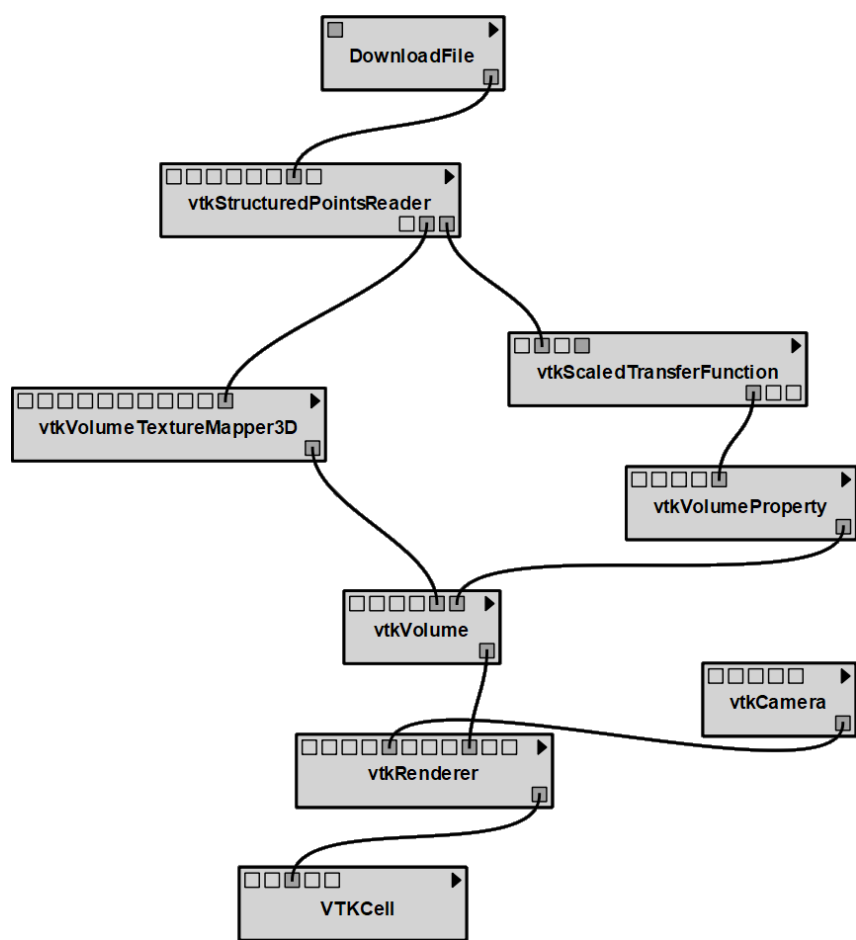 DownloadFile
vtkStructuredPointsReader
vtkScaledTransferFunction
vtkVolumeTextureMapper3D
vtkVolumeProperty
vtkVolume
vtkCamera
vtkRenderer
VTKCell